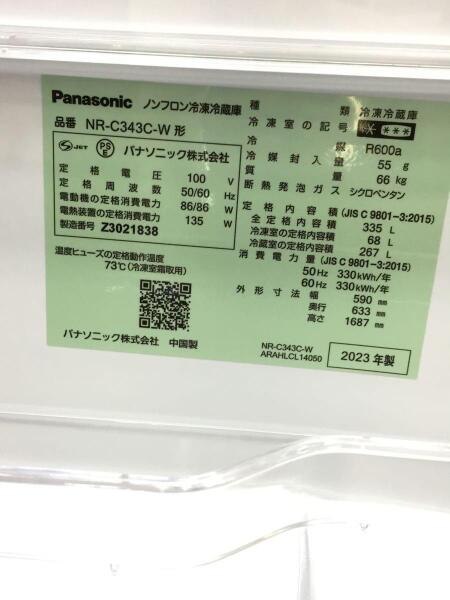 Panasonic ノンフロン冷凍冷蔵庫
品番 NR-C343C-W 形
SJET PSE パナソニック株式会社
定格電圧 100 V
定格周波数 50/60 Hz
電動機の定格消費電力 86/86 W
電熱装置の定格消費電力 135 W
製造番号 Z3021838
温度ヒューズの定格動作温度
73℃(冷凍室霜取用)
パナソニック株式会社 中国製
種類 冷凍冷蔵庫
冷凍室の記号 * ***
冷媒 R600a
冷媒封入量 55 g
質量 66 kg
断熱発泡ガス シクロペンタン
定格内容積 (JIS C 9801-3:2015)
全定格内容積 335 L
冷凍室の定格内容積 68 L
冷蔵室の定格内容積 267 L
消費電力量 (JIS C 9801-3:2015)
50 Hz 330 kWh/年
60 Hz 330 kWh/年
外形寸法 幅 590 mm
奥行 633 mm
高さ 1687 mm
NR-C343C-W
ARAHLCL14050
2023 年製